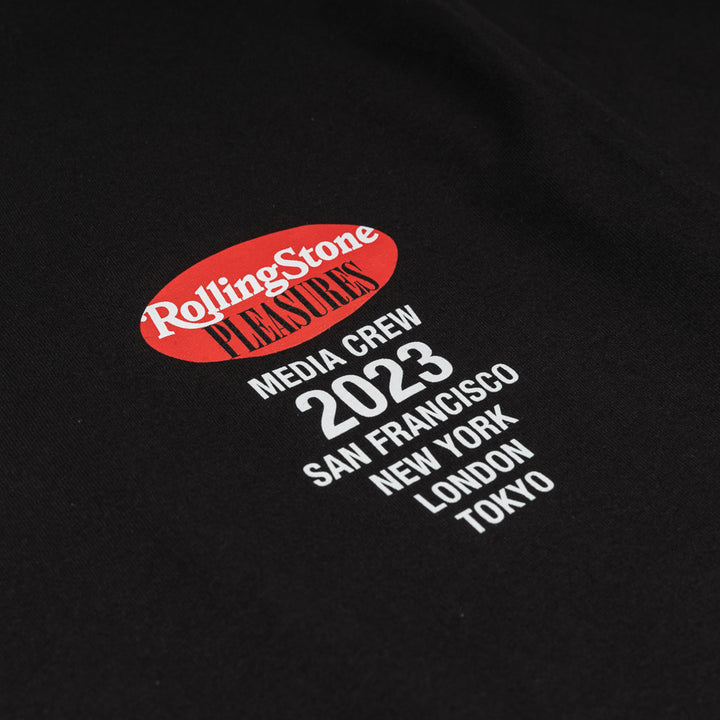 RollingStone
PLEASURES
MEDIA CREW
2023
SAN FRANCISCO
NEW YORK
LONDON
TOKYO